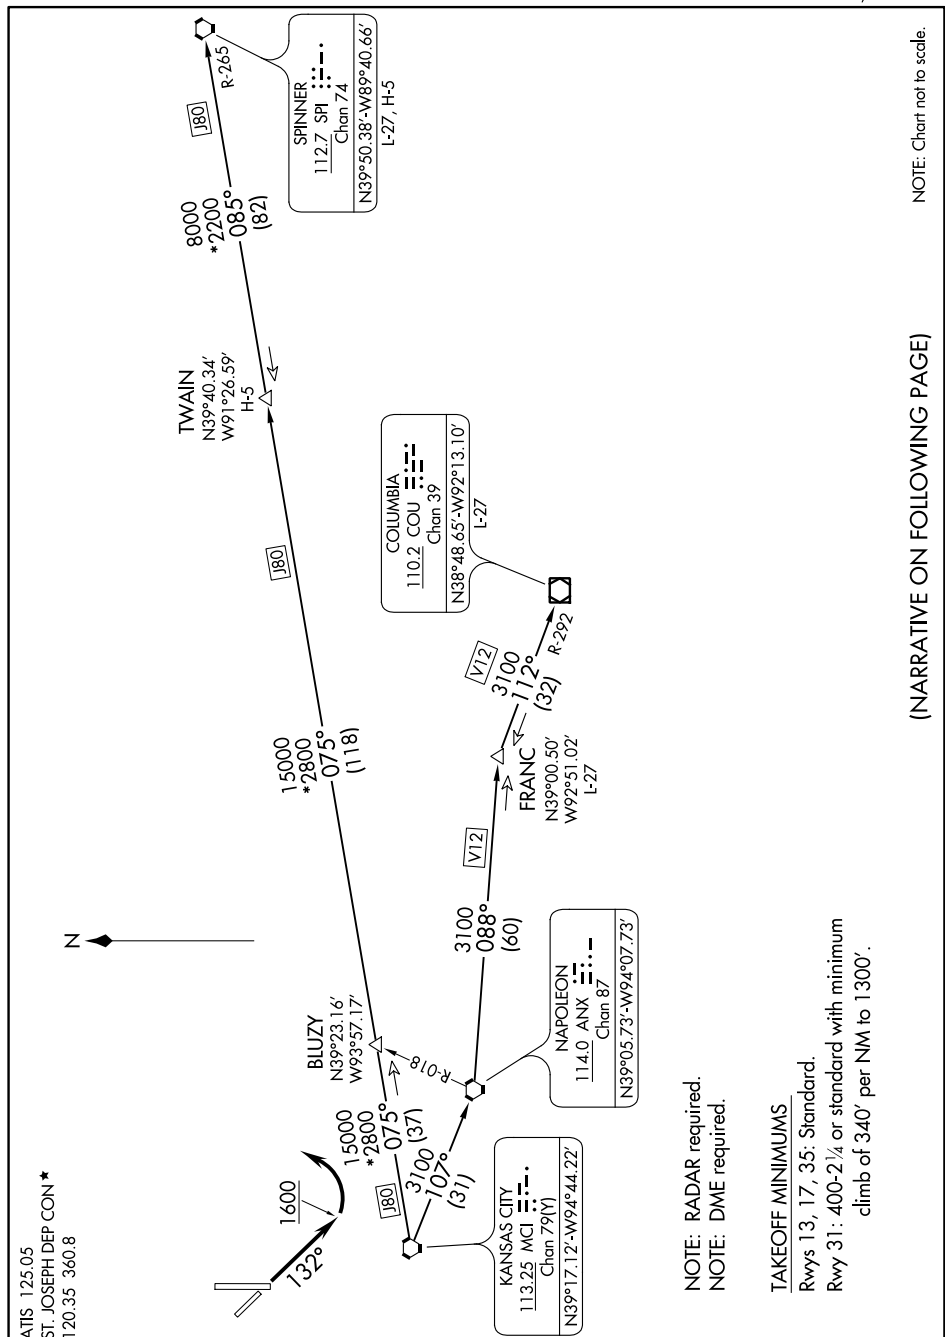 ATIS 125.05
ST. JOSEPH DEP CON ★
120.35 360.8
N
132°
1600
SPINNER
112.7 SPI
Chan 74
N39°50.38'-W89°40.66'
L-27, H-5
R-265
J80
8000
*2200
085°
(82)
TWAIN
N39°40.34'
W91°26.59'
H-5
J80
15000
*2800
075°
(118)
BLUZY
N39°23.16'
W93°57.17'
15000
*2800
075°
(37)
J80
R-018
3100
107°
(31)
KANSAS CITY
113.25 MCI
Chan 79(Y)
N39°17.12'-W94°44.22'
NAPOLEON
114.0 ANX
Chan 87
N39°05.73'-W94°07.73'
3100
088°
(60)
V12
FRANC
N39°00.50'
W92°51.02'
L-27
V12
3100
112°
(32)
R-292
COLUMBIA
110.2 COU
Chan 39
N38°48.65'-W92°13.10'
L-27
NOTE: RADAR required.
NOTE: DME required.
TAKEOFF MINIMUMS
Rwys 13, 17, 35: Standard.
Rwy 31: 400-2¼ or standard with minimum
climb of 340' per NM to 1300'.
(NARRATIVE ON FOLLOWING PAGE)
NOTE: Chart not to scale.